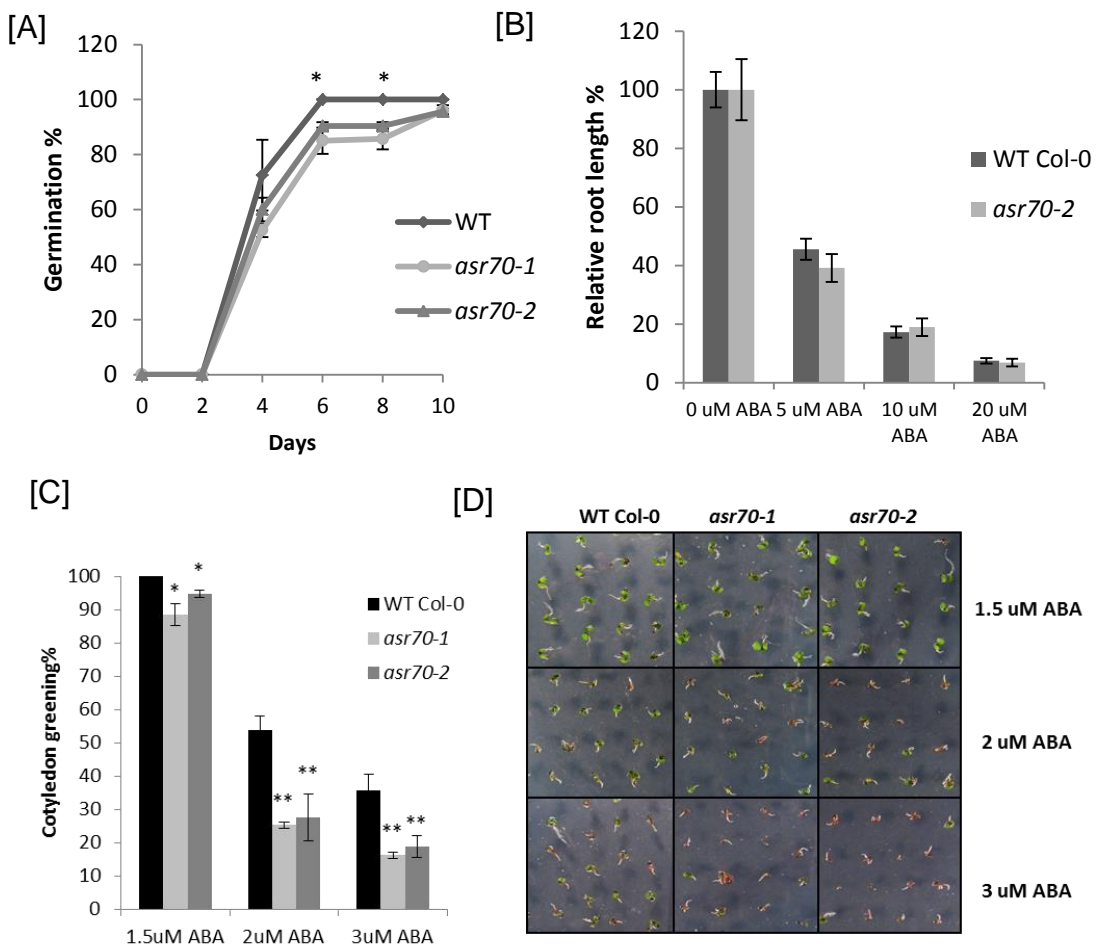 [A]
120
100
80
60
40
20
0
Germination %
* *
WT
asr70-1
asr70-2
0 2 4 6 8 10
Days
[B]
120
100
80
60
40
20
0
Relative root length %
WT Col-0
asr70-2
0 uM ABA 5 uM ABA 10 uM ABA 20 uM ABA
[C]
100
90
80
70
60
50
40
30
20
10
0
Cotyledon greening%
* *
** **
** **
WT Col-0
asr70-1
asr70-2
1.5uM ABA 2uM ABA 3uM ABA
[D]
WT Col-0 asr70-1 asr70-2
1.5 uM ABA
2 uM ABA
3 uM ABA